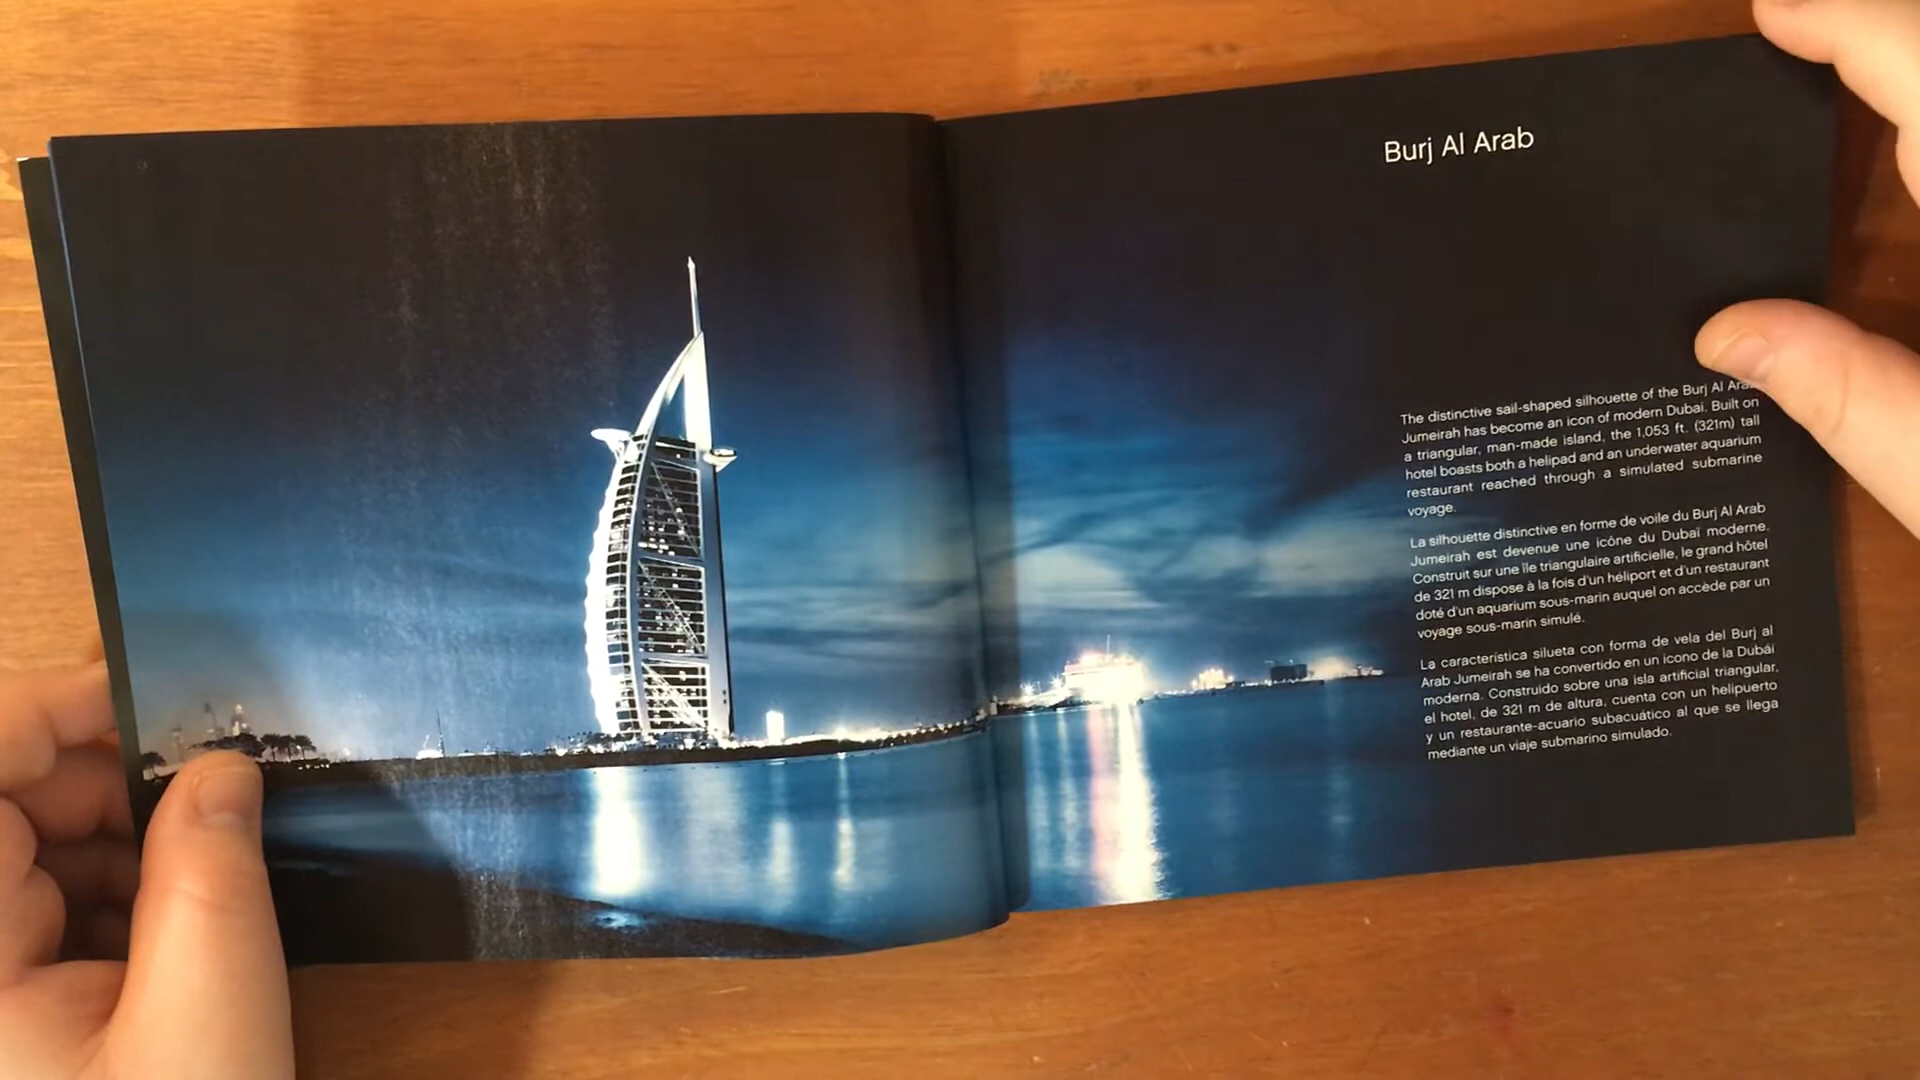 Burj Al Arab
The distinctive sail-shaped silhouette of the Burj Al
Jumeirah has become an icon of modern Dubai. Built on
a triangular, man-made island, the 1,053 ft. (321m) tall
hotel boasts both a helipad and an underwater aquarium
restaurant reached through a simulated submarine
voyage.
La silhouette distinctive en forme de voile du Burj Al Arab
Jumeirah est devenue une icône du Dubaï moderne.
Construit sur une île triangulaire artificielle, le grand hôtel
de 321 m dispose à la fois d'un héliport et d'un restaurant
doté d'un aquarium sous-marin auquel on accède par un
voyage sous-marin simulé.
La característica silueta con forma de vela del Burj al
Arab Jumeirah se ha convertido en un icono de la Dubái
moderna. Construido sobre una isla artificial triangular,
el hotel, de 321 m de altura, cuenta con un helipuerto
y un restaurante-acuario subacuático al que se llega
mediante un viaje submarino simulado.